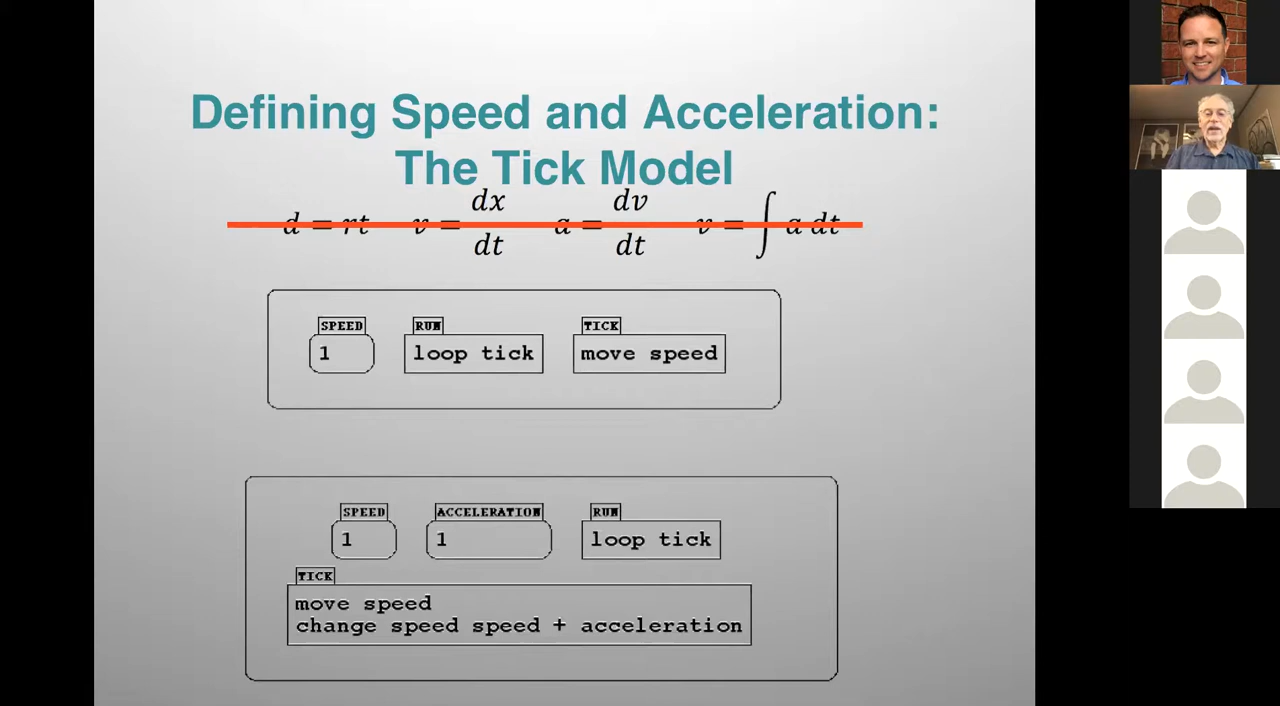 Defining Speed and Acceleration:
The Tick Model
d = rt v = dx/dt a = dv/dt v = ∫ a dt
SPEED RUN TICK
1 loop tick move speed
SPEED ACCELERATION RUN
1 1 loop tick
TICK
move speed
change speed speed + acceleration